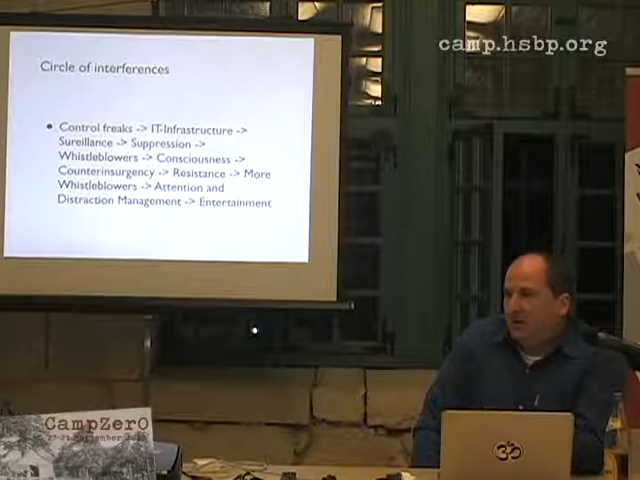 camp.hsbp.org
Circle of interferences
• Control freaks -> IT-Infrastructure ->
Sureillance -> Suppression ->
Whistleblowers -> Consciousness ->
Counterinsurgency -> Resistance -> More
Whistleblowers -> Attention and
Distraction Management -> Entertainment
CampZer0